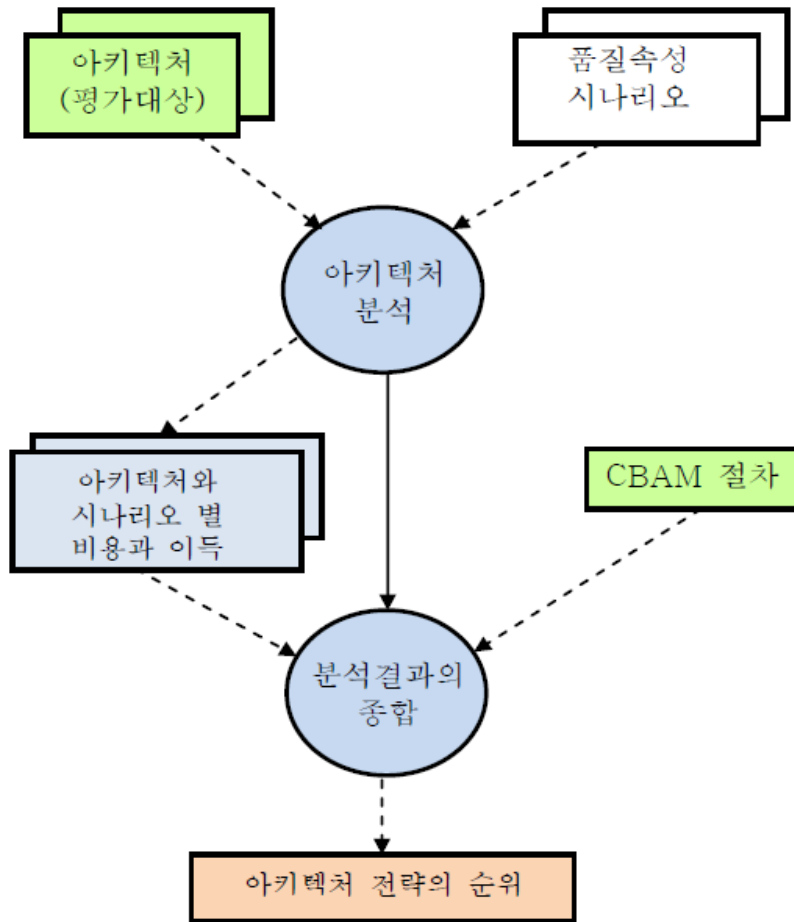 아키텍처
(평가대상)
품질속성
시나리오
아키텍처
분석
아키텍처와
시나리오 별
비용과 이득
CBAM 절차
분석결과의
종합
아키텍처 전략의 순위